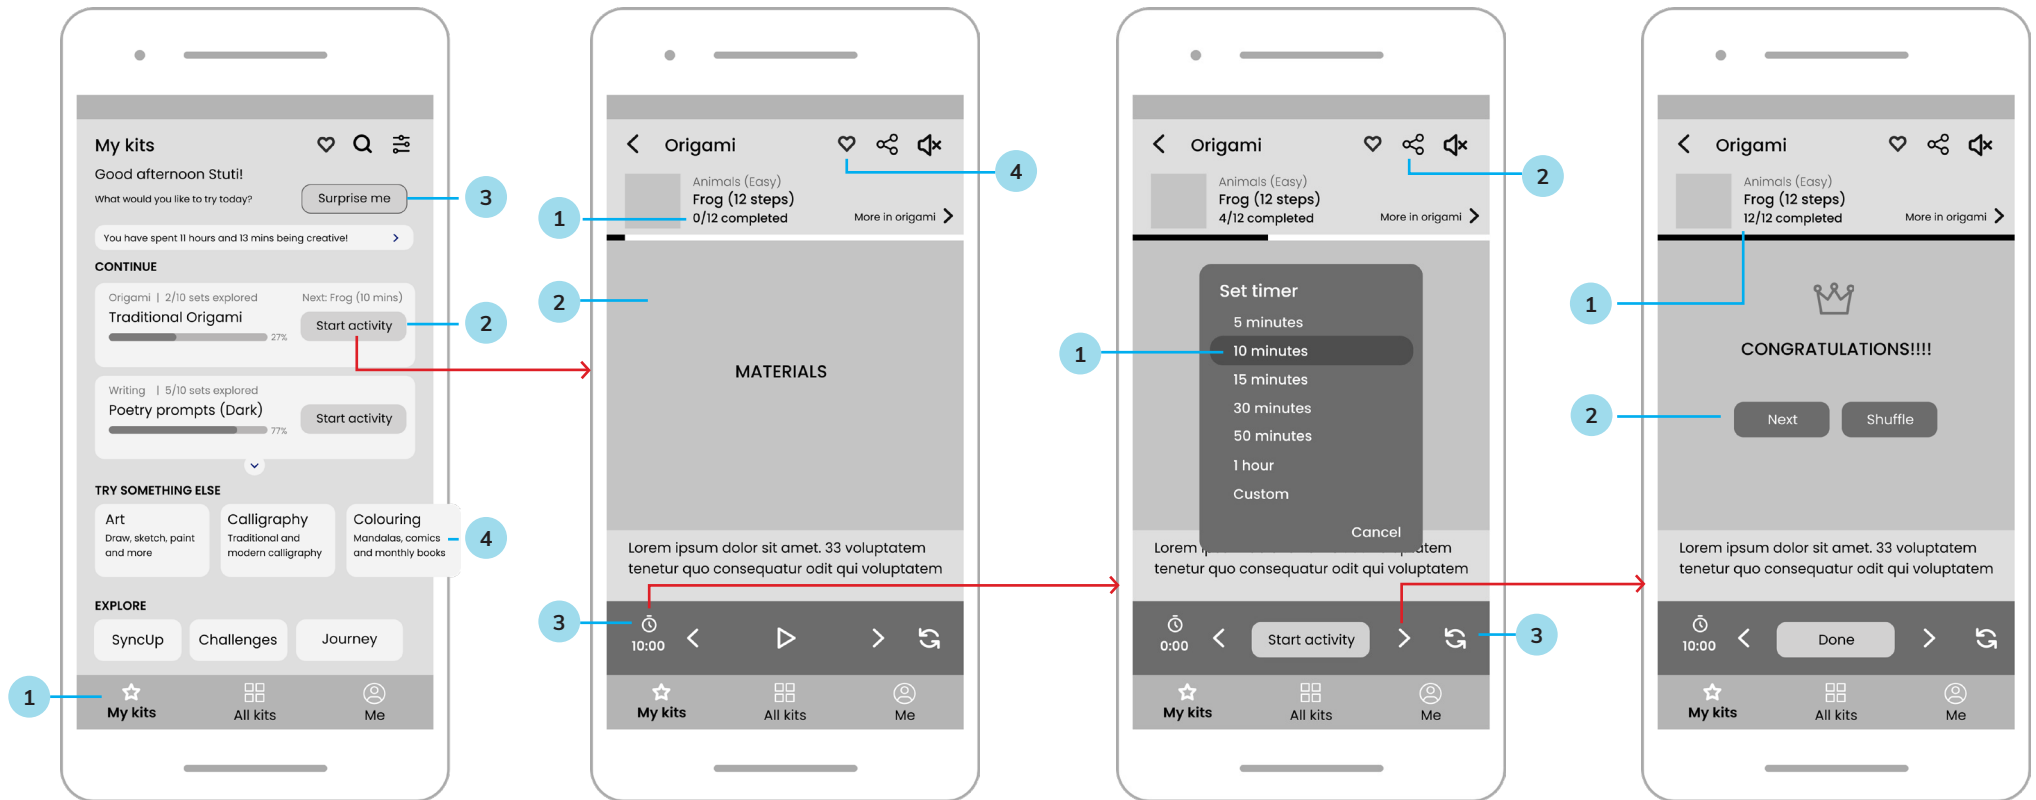 My kits
Good afternoon Stuti!
What would you like to try today?
Surprise me
3
You have spent 11 hours and 13 mins being creative!
CONTINUE
Origami | 2/10 sets explored
Next: Frog (10 mins)
Traditional Origami
Start activity
2
27%
Writing | 5/10 sets explored
Poetry prompts (Dark)
Start activity
77%
TRY SOMETHING ELSE
Art
Draw, sketch, paint
and more
Calligraphy
Traditional and
modern calligraphy
Colouring
Mandalas, comics
and monthly books
4
EXPLORE
SyncUp
Challenges
Journey
1
My kits
All kits
Me
Origami
4
Animals (Easy)
Frog (12 steps)
0/12 completed
1
More in origami
2
MATERIALS
Lorem ipsum dolor sit amet. 33 voluptatem
tenetur quo consequatur odit qui voluptatem
3
10:00
My kits
All kits
Me
Origami
2
Animals (Easy)
Frog (12 steps)
4/12 completed
More in origami
Set timer
5 minutes
1
10 minutes
15 minutes
30 minutes
50 minutes
1 hour
Custom
Cancel
Lorem ip tatem
tenetur quo consequatur odit qui voluptatem
0:00
Start activity
3
My kits
All kits
Me
Origami
Animals (Easy)
Frog (12 steps)
12/12 completed
More in origami
1
CONGRATULATIONS!!!!
2
Next
Shuffle
Lorem ipsum dolor sit amet. 33 voluptatem
tenetur quo consequatur odit qui voluptatem
10:00
Done
My kits
All kits
Me